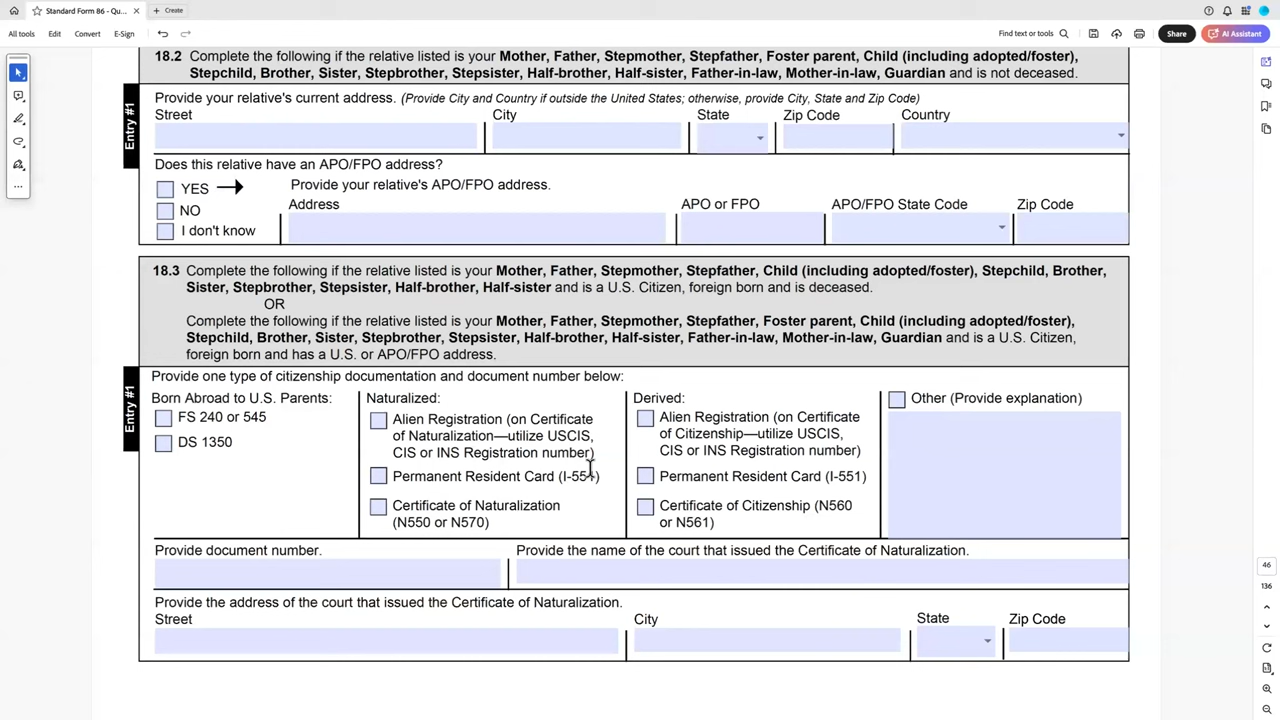 Standard Form 86 - Qu...
Create
All tools
Edit
Convert
E-Sign
Find text or tools
Share
AI Assistant
18.2 Complete the following if the relative listed is your Mother, Father, Stepmother, Stepfather, Foster parent, Child (including adopted/foster),
Stepchild, Brother, Sister, Stepbrother, Stepsister, Half-brother, Half-sister, Father-in-law, Mother-in-law, Guardian and is not deceased.
Entry #1
Provide your relative's current address. (Provide City and Country if outside the United States; otherwise, provide City, State and Zip Code)
Street City State Zip Code Country
Does this relative have an APO/FPO address?
YES Provide your relative's APO/FPO address.
NO Address APO or FPO APO/FPO State Code Zip Code
I don't know
18.3 Complete the following if the relative listed is your Mother, Father, Stepmother, Stepfather, Child (including adopted/foster), Stepchild, Brother,
Sister, Stepbrother, Stepsister, Half-brother, Half-sister and is a U.S. Citizen, foreign born and is deceased.
OR
Complete the following if the relative listed is your Mother, Father, Stepmother, Stepfather, Foster parent, Child (including adopted/foster),
Stepchild, Brother, Sister, Stepbrother, Stepsister, Half-brother, Half-sister, Father-in-law, Mother-in-law, Guardian and is a U.S. Citizen,
foreign born and has a U.S. or APO/FPO address.
Entry #1
Provide one type of citizenship documentation and document number below:
Born Abroad to U.S. Parents:
FS 240 or 545
DS 1350
Naturalized:
Alien Registration (on Certificate
of Naturalization—utilize USCIS,
CIS or INS Registration number)
Permanent Resident Card (I-551)
Certificate of Naturalization
(N550 or N570)
Derived:
Alien Registration (on Certificate
of Citizenship—utilize USCIS,
CIS or INS Registration number)
Permanent Resident Card (I-551)
Certificate of Citizenship (N560
or N561)
Other (Provide explanation)
Provide document number. Provide the name of the court that issued the Certificate of Naturalization.
Provide the address of the court that issued the Certificate of Naturalization.
Street City State Zip Code
46
136